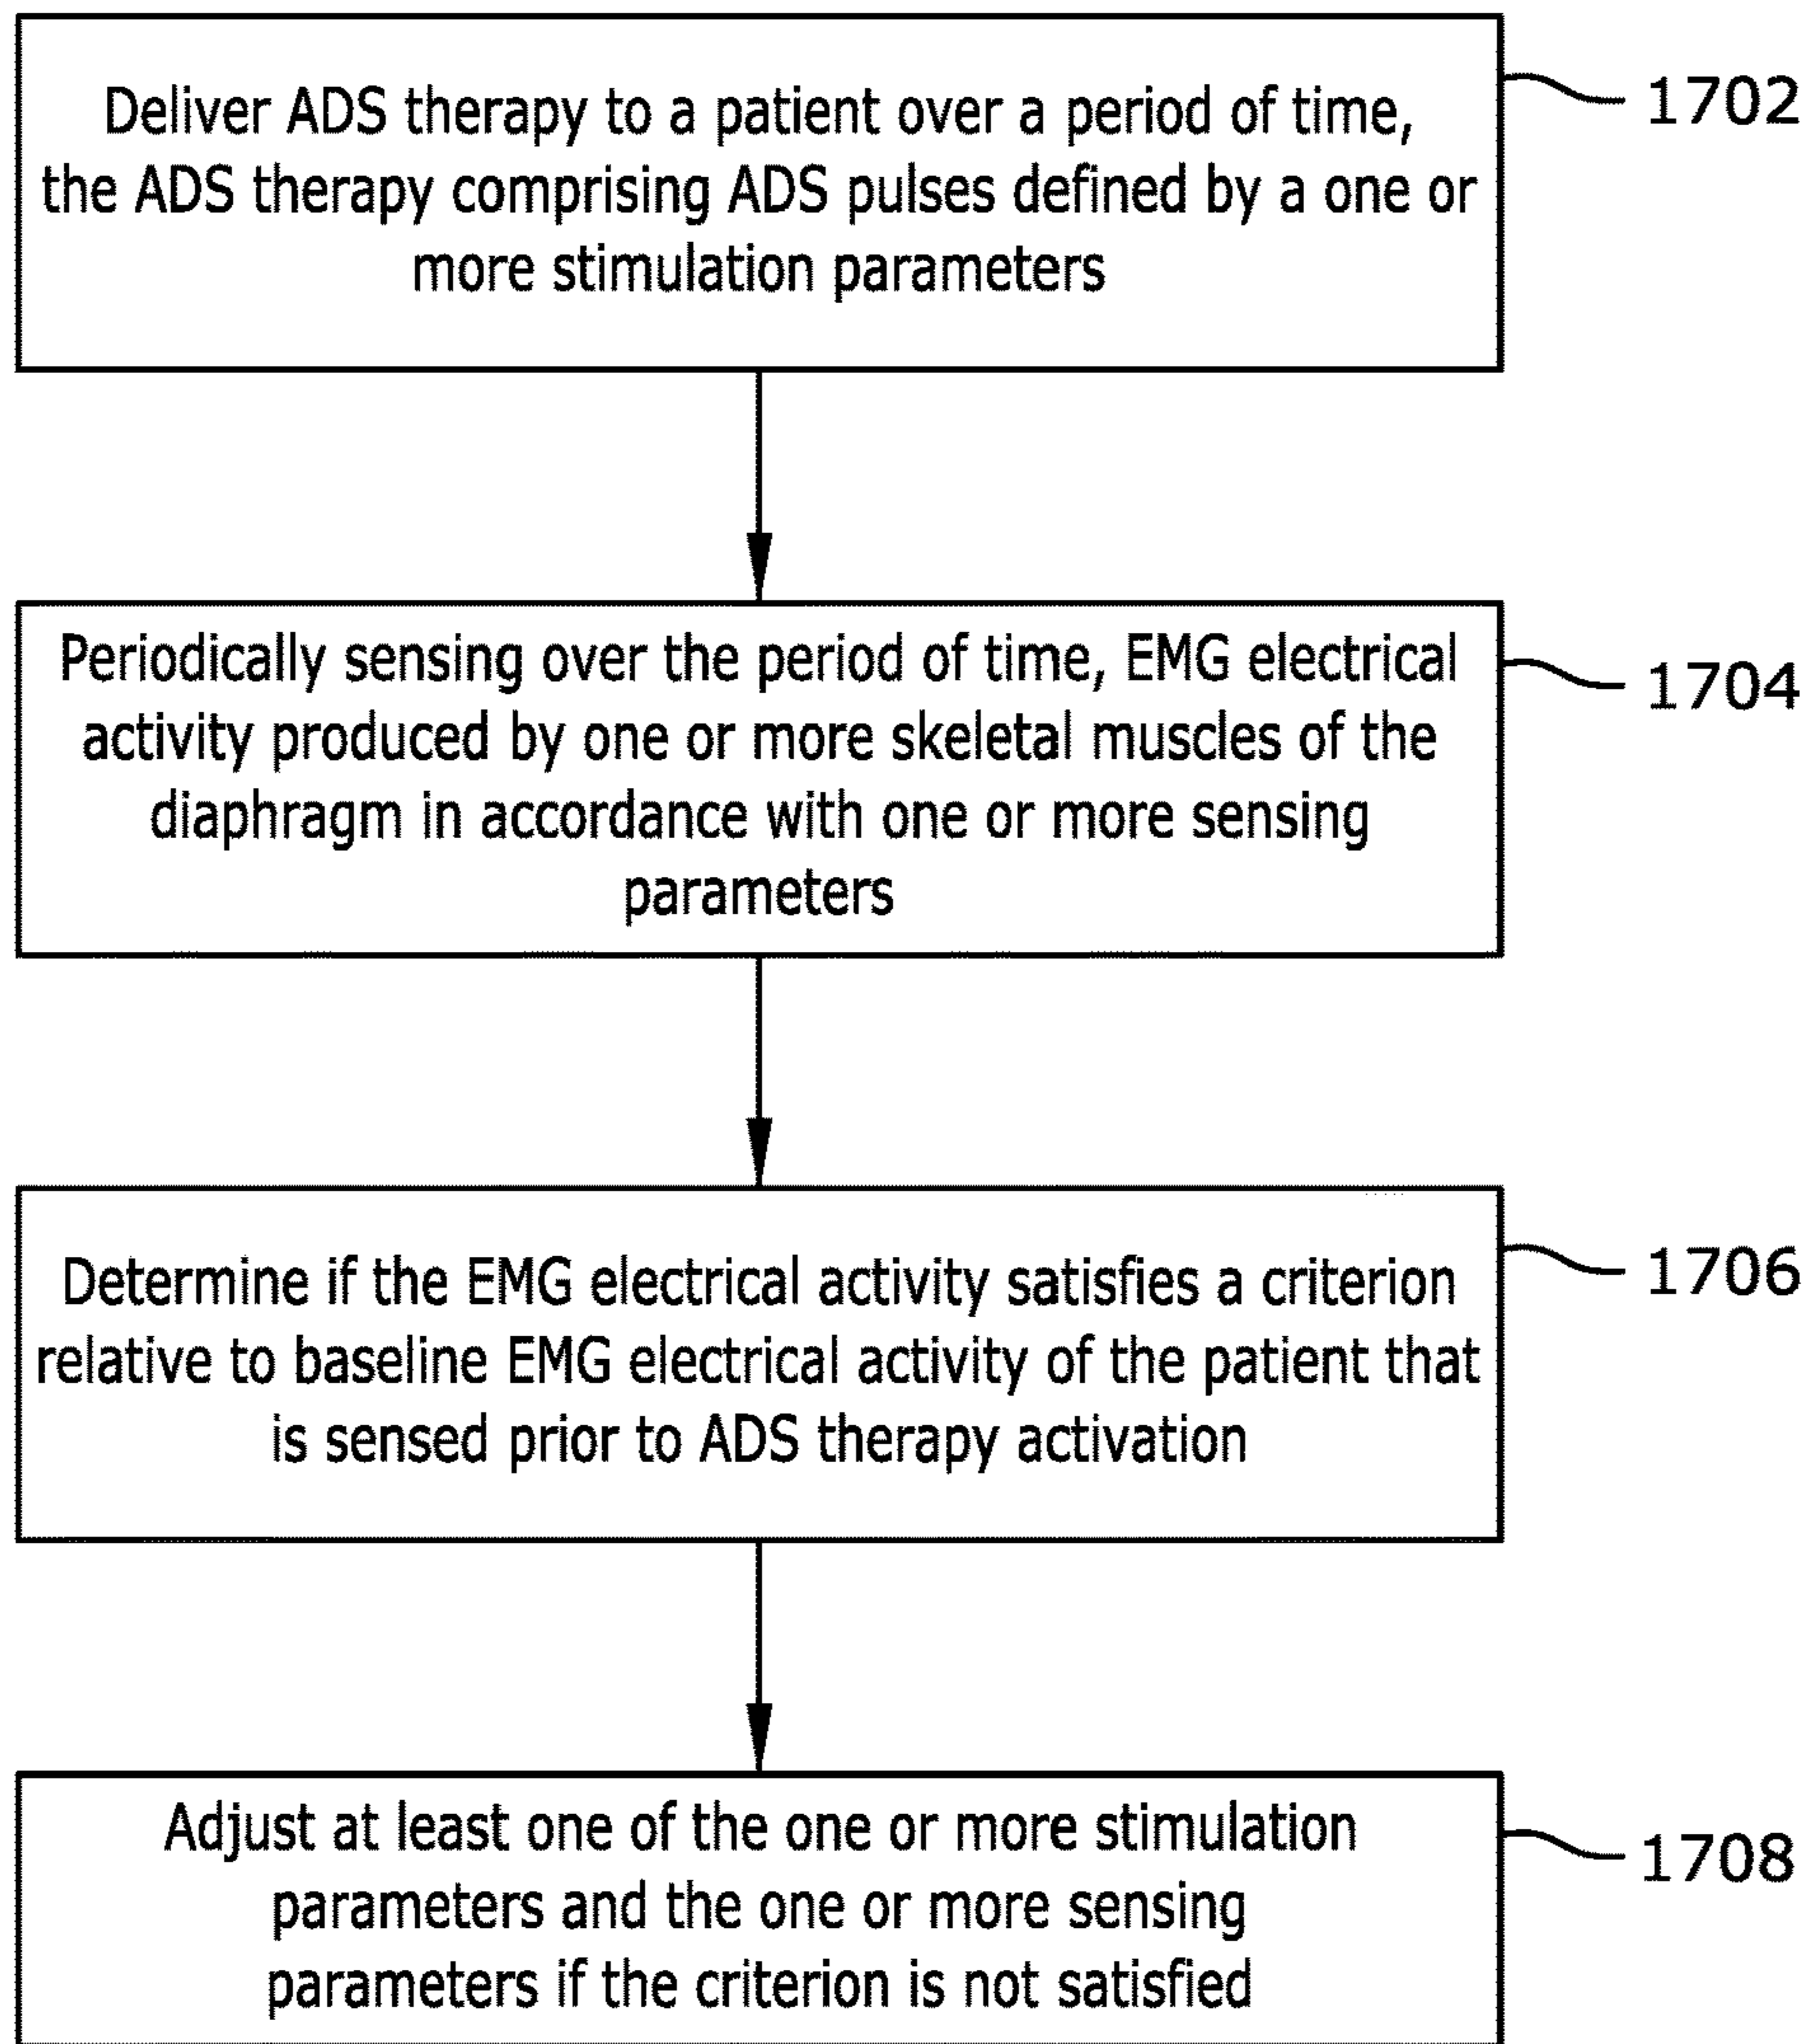 Deliver ADS therapy to a patient over a period of time,
the ADS therapy comprising ADS pulses defined by a one or
more stimulation parameters
1702
Periodically sensing over the period of time, EMG electrical
activity produced by one or more skeletal muscles of the
diaphragm in accordance with one or more sensing
parameters
1704
Determine if the EMG electrical activity satisfies a criterion
relative to baseline EMG electrical activity of the patient that
is sensed prior to ADS therapy activation
1706
Adjust at least one of the one or more stimulation
parameters and the one or more sensing
parameters if the criterion is not satisfied
1708